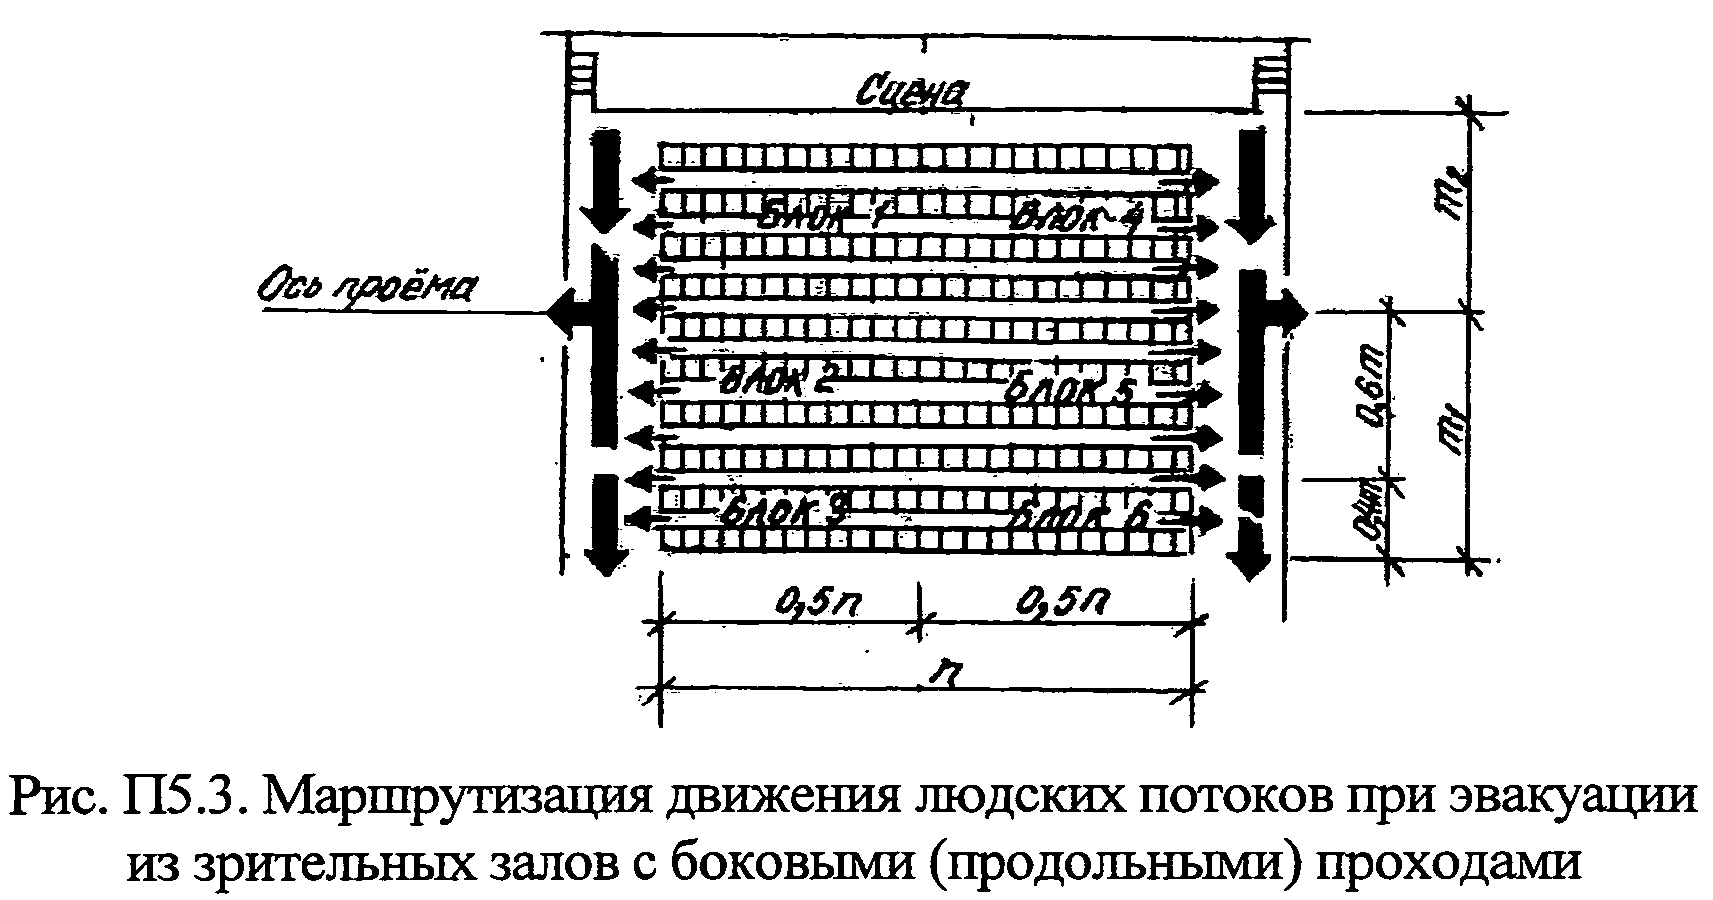 Сцена
Блок 1
Блок 4
Ось проёма
Блок 2
Блок 5
Блок 3
Блок 6
m₂
0,6m
m₁
0,4m
0,5n
0,5n
n
Рис. П5.3. Маршрутизация движения людских потоков при эвакуации
из зрительных залов с боковыми (продольными) проходами